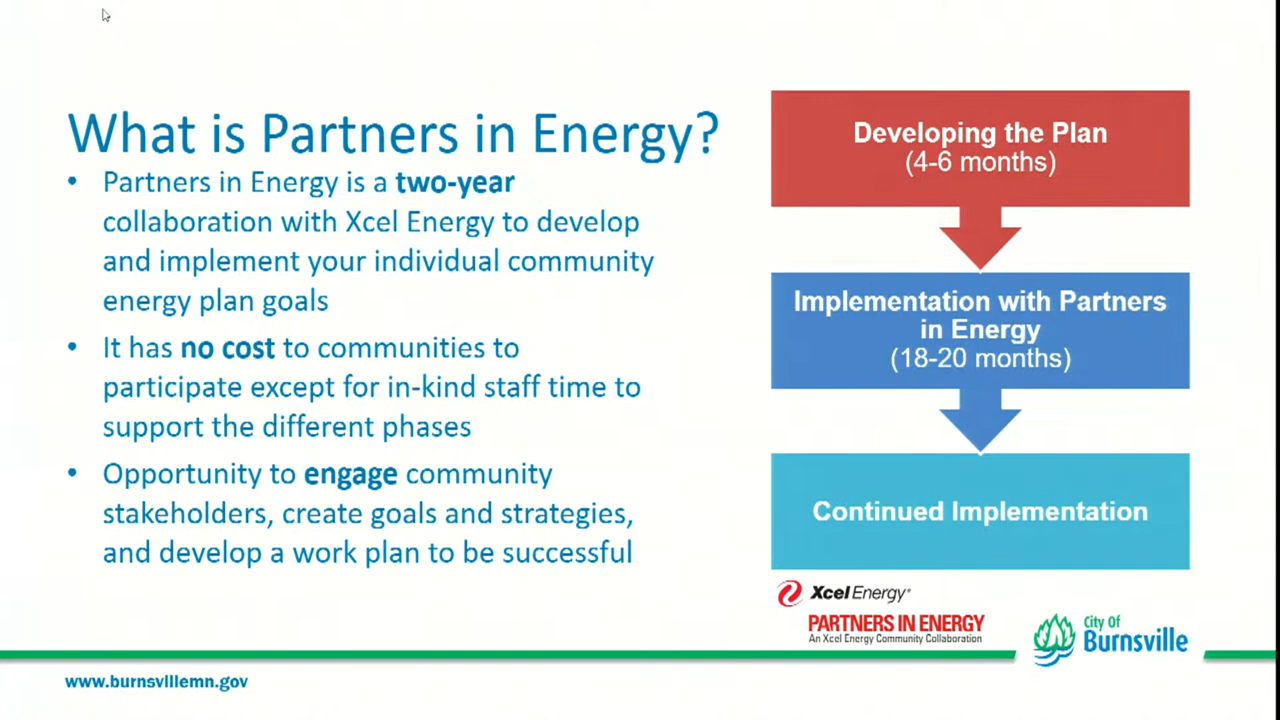 What is Partners in Energy?
• Partners in Energy is a two-year
collaboration with Xcel Energy to develop
and implement your individual community
energy plan goals
• It has no cost to communities to
participate except for in-kind staff time to
support the different phases
• Opportunity to engage community
stakeholders, create goals and strategies,
and develop a work plan to be successful
Developing the Plan
(4-6 months)
Implementation with Partners
in Energy
(18-20 months)
Continued Implementation
Xcel Energy®
PARTNERS IN ENERGY
An Xcel Energy Community Collaboration
City Of
Burnsville
www.burnsvillemn.gov